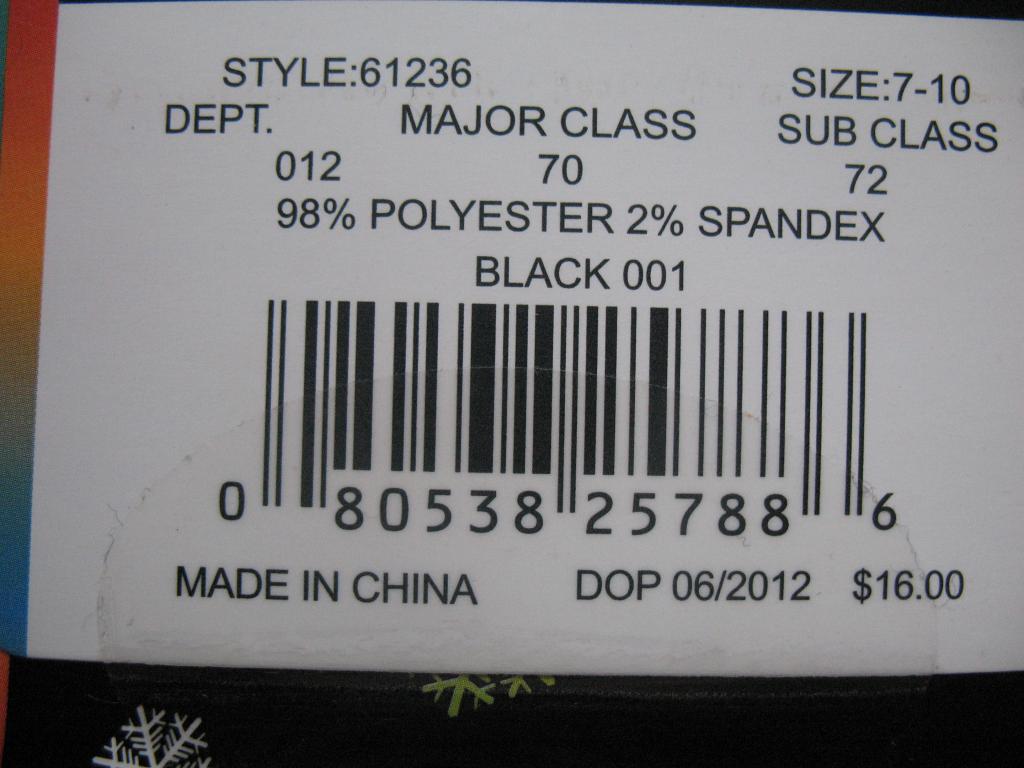 STYLE:61236 SIZE:7-10
DEPT. MAJOR CLASS SUB CLASS
012 70 72
98% POLYESTER 2% SPANDEX
BLACK 001
0 80538 25788 6
MADE IN CHINA DOP 06/2012 $16.00